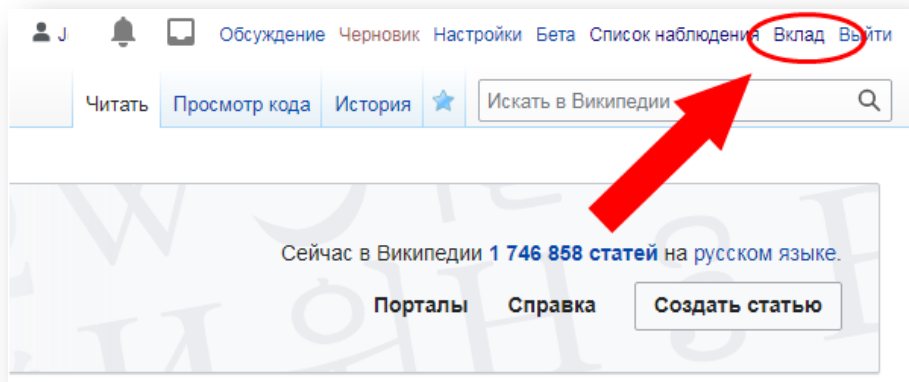 J Обсуждение Черновик Настройки Бета Список наблюдения Вклад Выйти
Читать Просмотр кода История Искать в Википедии
Сейчас в Википедии 1 746 858 статей на русском языке.
Порталы Справка Создать статью